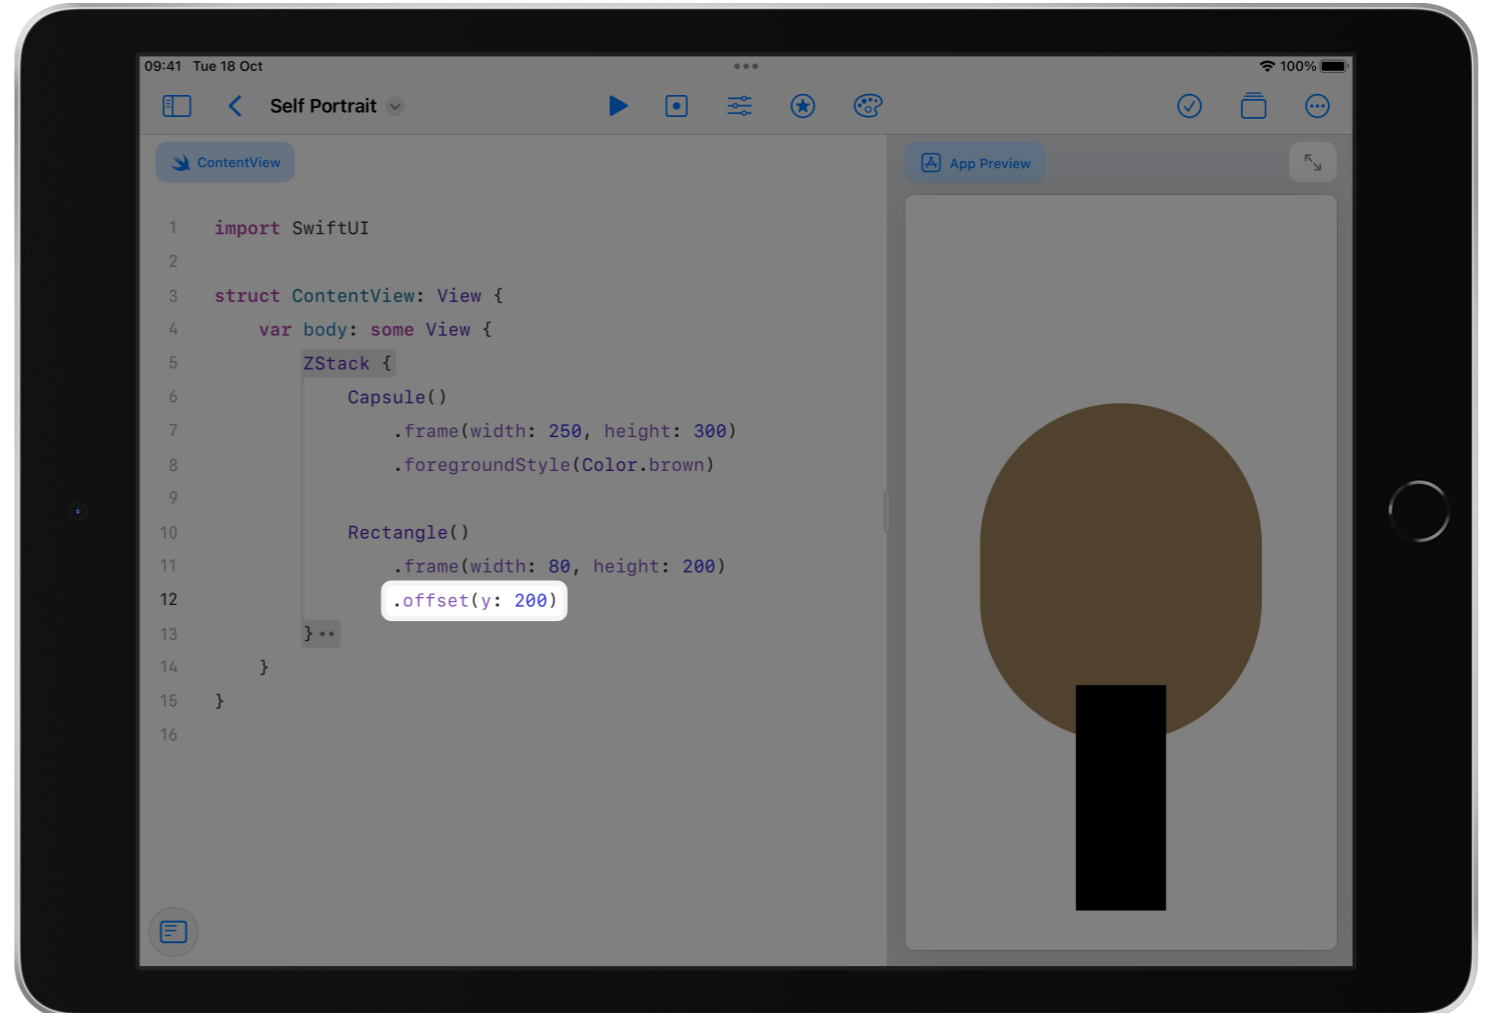 09:41 Tue 18 Oct
100%
Self Portrait
ContentView
App Preview
1 import SwiftUI
2
3 struct ContentView: View {
4 var body: some View {
5 ZStack {
6 Capsule()
7 .frame(width: 250, height: 300)
8 .foregroundStyle(Color.brown)
9
10 Rectangle()
11 .frame(width: 80, height: 200)
12 .offset(y: 200)
13 }
14 }
15 }
16